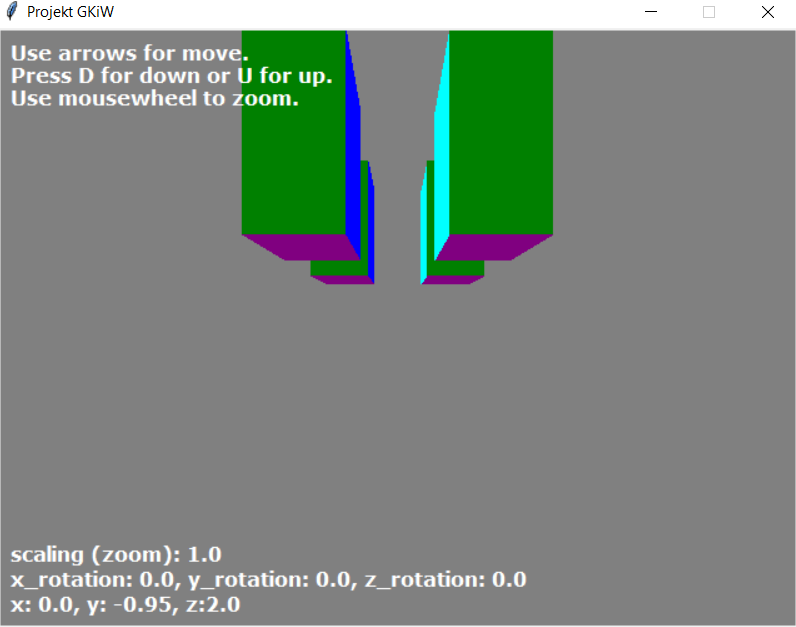 Projekt GKiW
Use arrows for move.
Press D for down or U for up.
Use mousewheel to zoom.
scaling (zoom): 1.0
x_rotation: 0.0, y_rotation: 0.0, z_rotation: 0.0
x: 0.0, y: -0.95, z:2.0